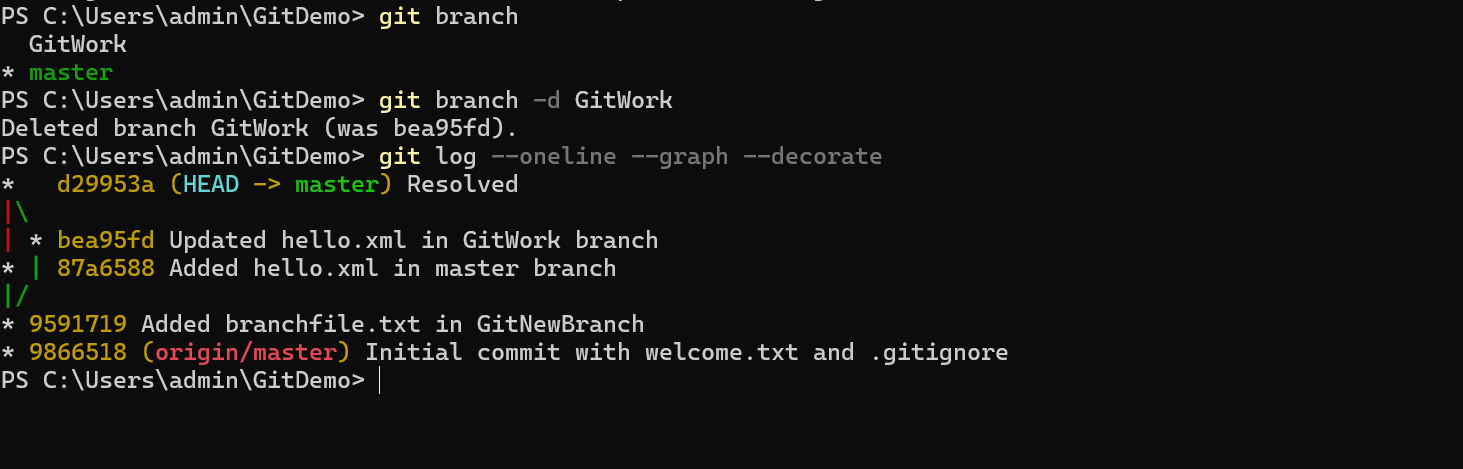 PS C:\Users\admin\GitDemo> git branch
  GitWork
* master
PS C:\Users\admin\GitDemo> git branch -d GitWork
Deleted branch GitWork (was bea95fd).
PS C:\Users\admin\GitDemo> git log --oneline --graph --decorate
*   d29953a (HEAD -> master) Resolved
|\
| * bea95fd Updated hello.xml in GitWork branch
* | 87a6588 Added hello.xml in master branch
|/
* 9591719 Added branchfile.txt in GitNewBranch
* 9866518 (origin/master) Initial commit with welcome.txt and .gitignore
PS C:\Users\admin\GitDemo>